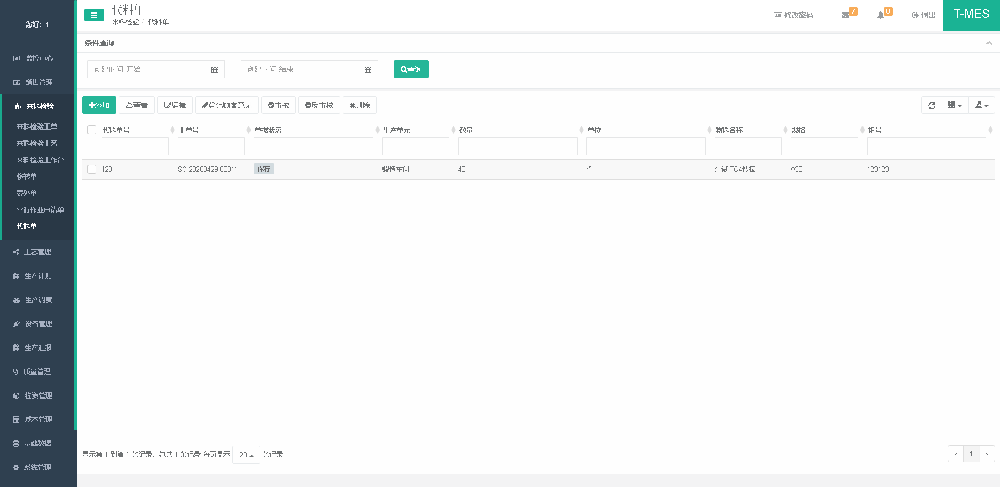 您好：1
监控中心
销售管理
来料检验
来料检验工单
来料检验工艺
来料检验工作台
移转单
委外单
平行作业申请单
代料单
工艺管理
生产计划
生产调度
设备管理
生产汇报
质量管理
物资管理
成本管理
基础数据
系统管理
代料单
来料检验 / 代料单
修改密码
7
0
退出
T-MES
条件查询
创建时间-开始
创建时间-结束
查询
添加 查看 编辑 登记顾客意见 审核 反审核 删除
代料单号 工单号 单据状态 生产单元 数量 单位 物料名称 规格 炉号
123 SC-20200429-00011 保存 锻造车间 43 个 测试-TC4钛棒 Φ30 123123
显示第 1 到第 1 条记录，总共 1 条记录 每页显示 20 条记录
‹ 1 ›